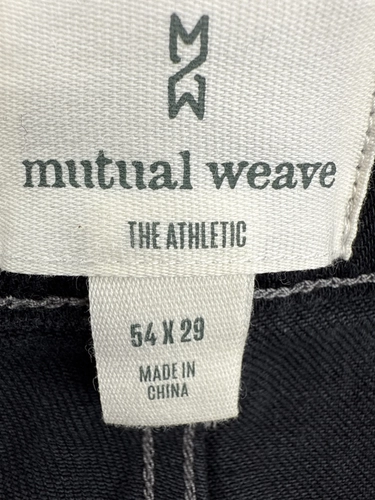 MW
mutual weave
THE ATHLETIC
54 X 29
MADE IN
CHINA